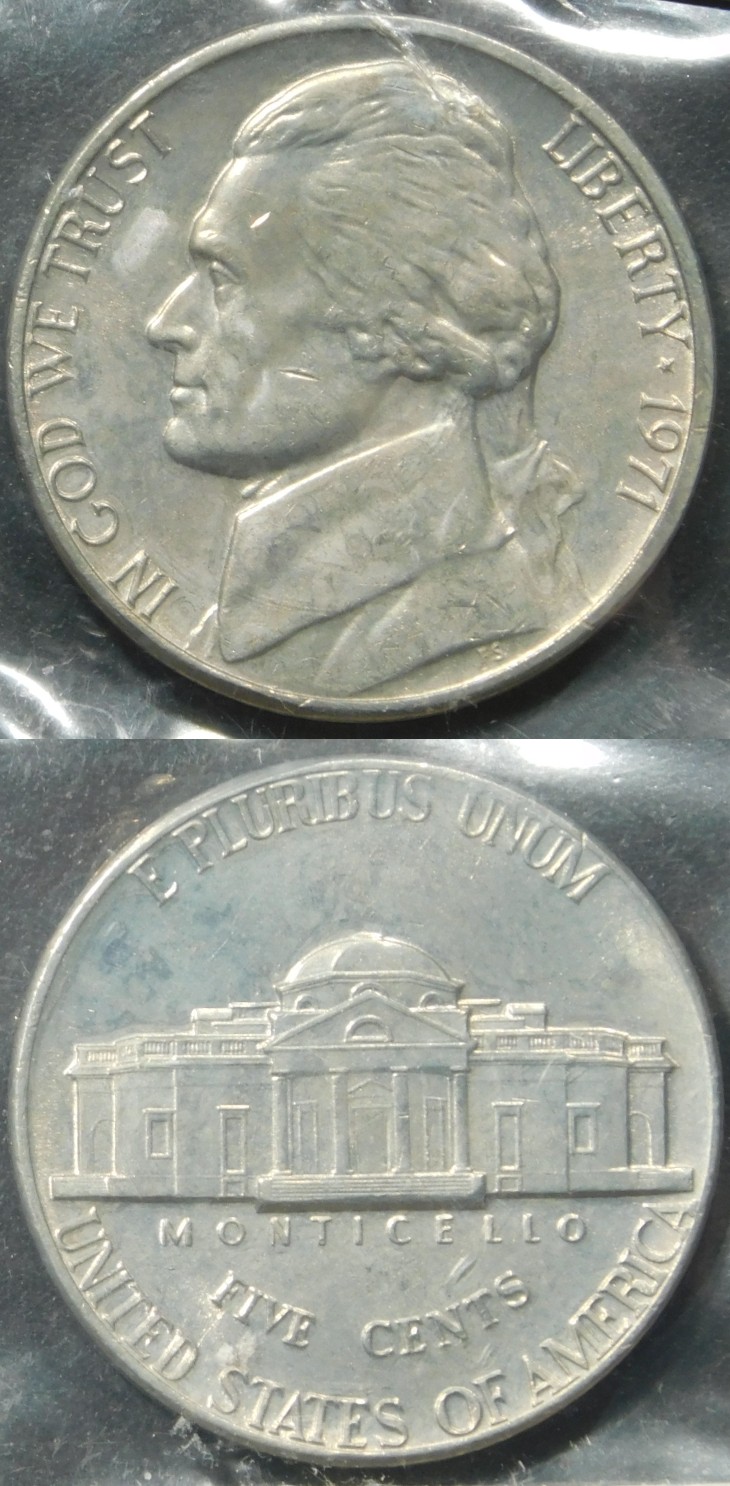 IN GOD WE TRUST
LIBERTY ★ 1971
FS
E PLURIBUS UNUM
MONTICELLO
FIVE CENTS
UNITED STATES OF AMERICA